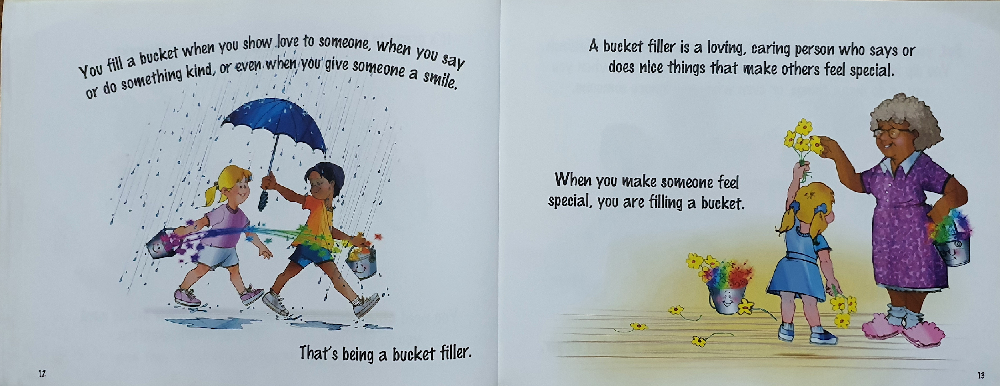 You fill a bucket when you show love to someone, when you say
or do something kind, or even when you give someone a smile.
That's being a bucket filler.
12
A bucket filler is a loving, caring person who says or
does nice things that make others feel special.
When you make someone feel
special, you are filling a bucket.
13